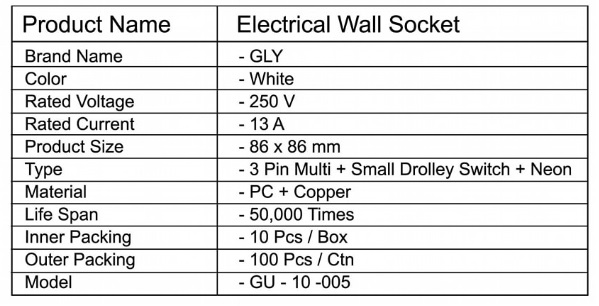 Product Name Electrical Wall Socket
Brand Name - GLY
Color - White
Rated Voltage - 250 V
Rated Current - 13 A
Product Size - 86 x 86 mm
Type - 3 Pin Multi + Small Drolley Switch + Neon
Material - PC + Copper
Life Span - 50,000 Times
Inner Packing - 10 Pcs / Box
Outer Packing - 100 Pcs / Ctn
Model - GU - 10 -005